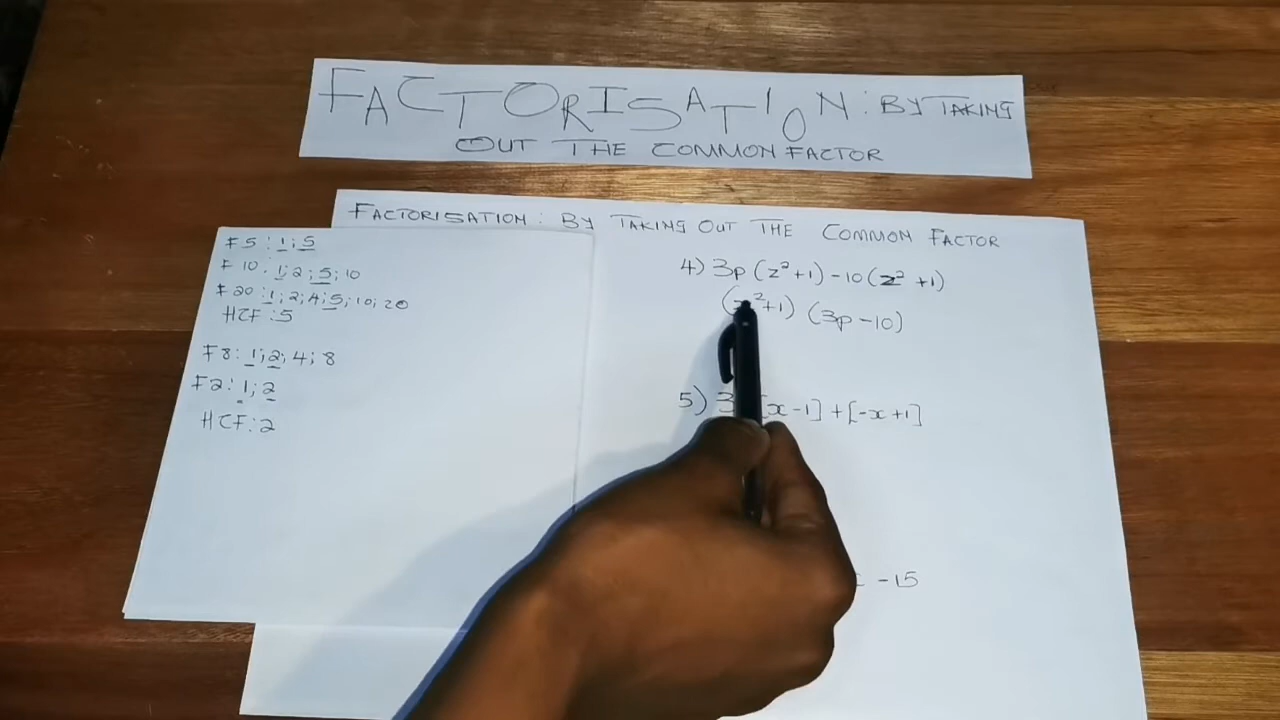 FACTORISATION: BY TAKING
OUT THE COMMON FACTOR
FACTORISATION: BY TAKING OUT THE COMMON FACTOR
F5: 1; 5
F10: 1; 2; 5; 10
F20: 1; 2; 4; 5; 10; 20
HCF: 5
F8: 1; 2; 4; 8
F2: 1; 2
HCF: 2
4) 3p (z²+1) - 10 (z² +1)
(z²+1) (3p - 10)
5) 3 [x - 1] + [-x +1]
- 15